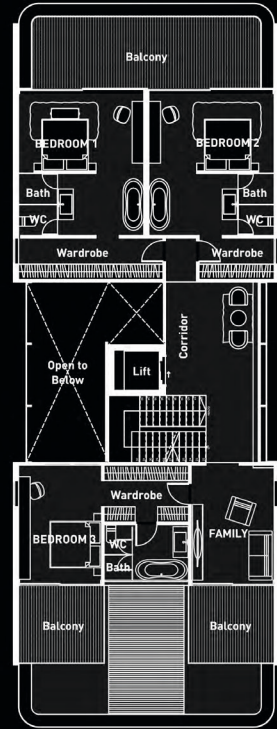 Balcony
BEDROOM 1
BEDROOM 2
Bath
Bath
WC
WC
Wardrobe
Wardrobe
Corridor
Open to
Below
Lift
Wardrobe
BEDROOM 3
WC
Bath
FAMILY
Balcony
Balcony